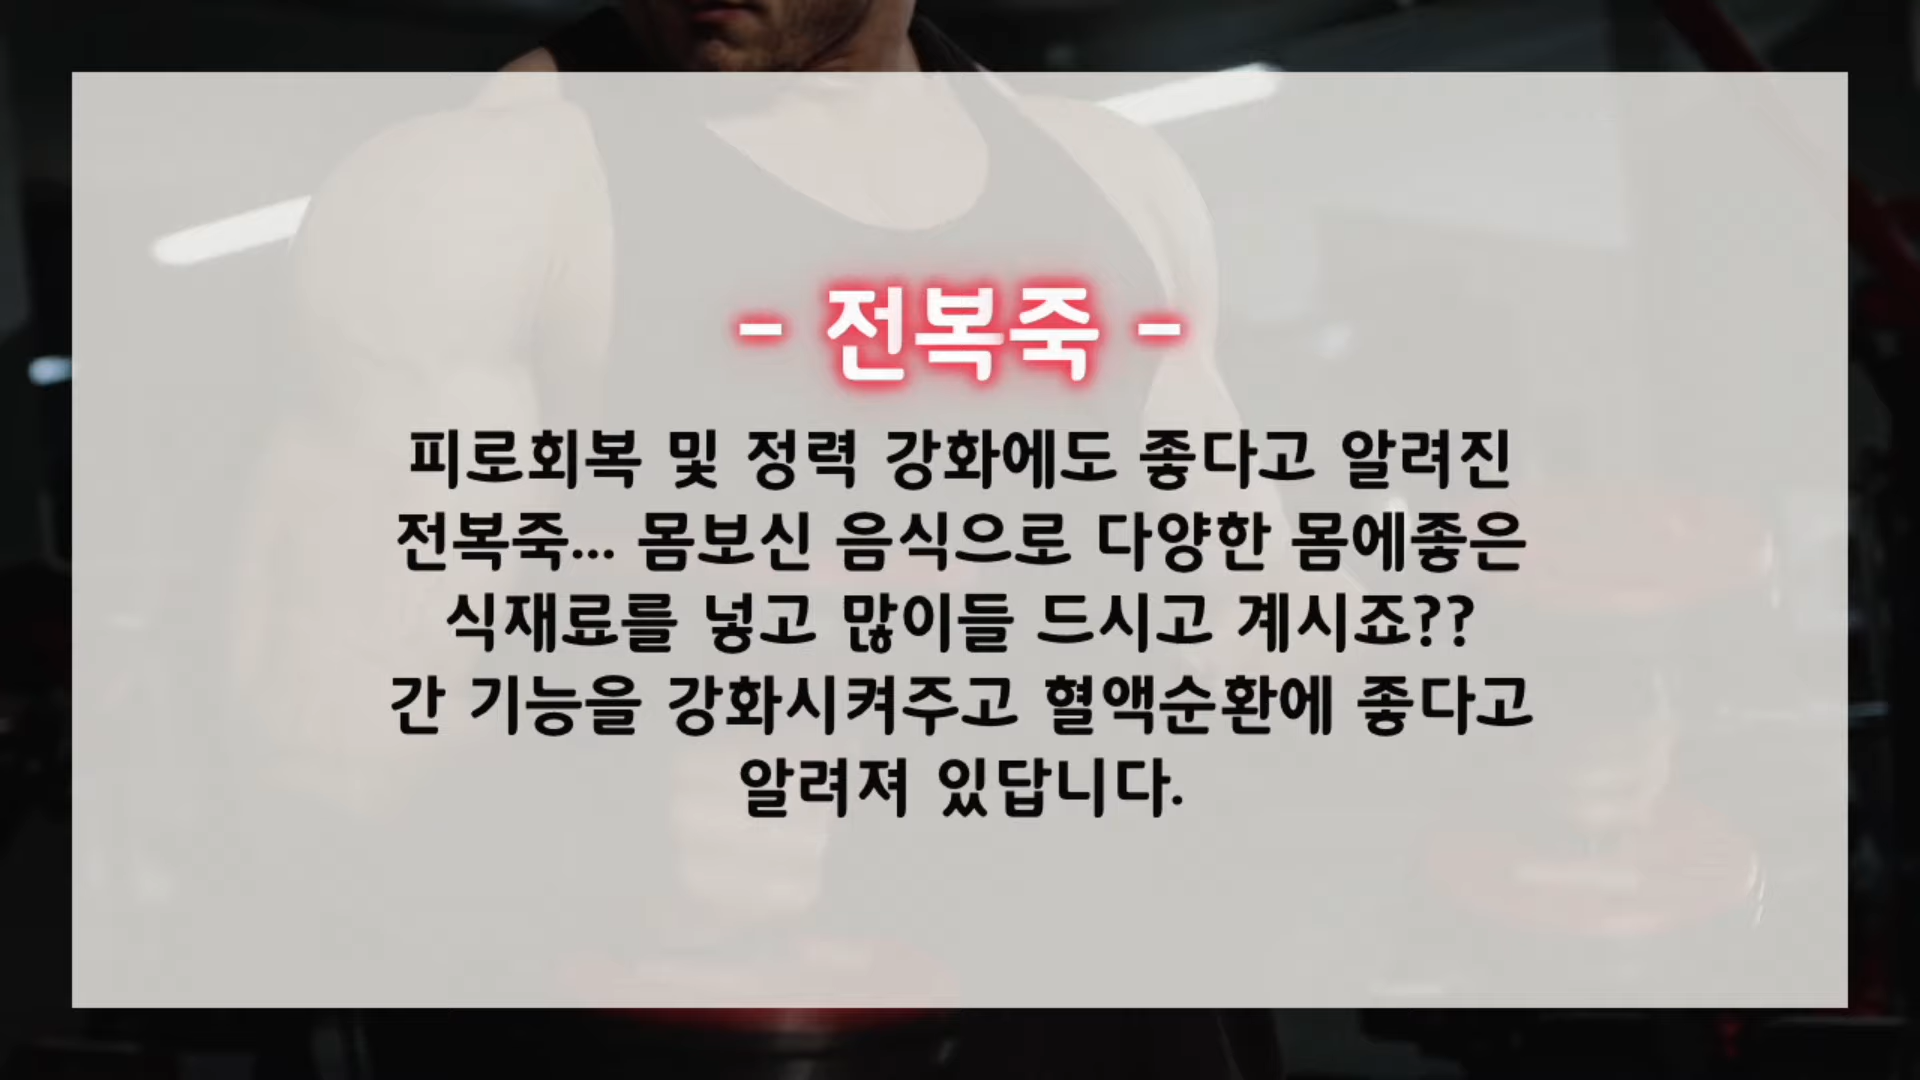 - 전복죽 -
피로회복 및 정력 강화에도 좋다고 알려진
전복죽... 몸보신 음식으로 다양한 몸에좋은
식재료를 넣고 많이들 드시고 계시죠??
간 기능을 강화시켜주고 혈액순환에 좋다고
알려져 있답니다.